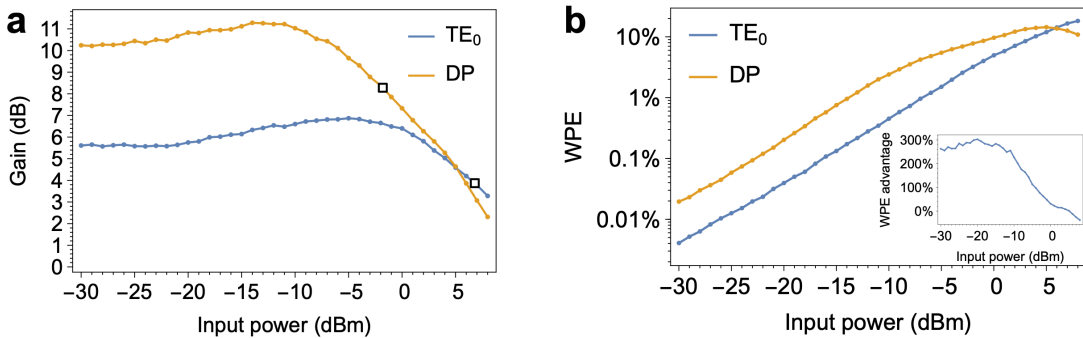 a
Gain (dB)
11
10
9
8
7
6
5
4
3
2
1
0
TE0
DP
−30 −25 −20 −15 −10 −5 0 5
Input power (dBm)
b
WPE
10%
1%
0.1%
0.01%
TE0
DP
−30 −25 −20 −15 −10 −5 0 5
Input power (dBm)
WPE advantage
300%
200%
100%
0%
−30 −20 −10 0
Input power (dBm)